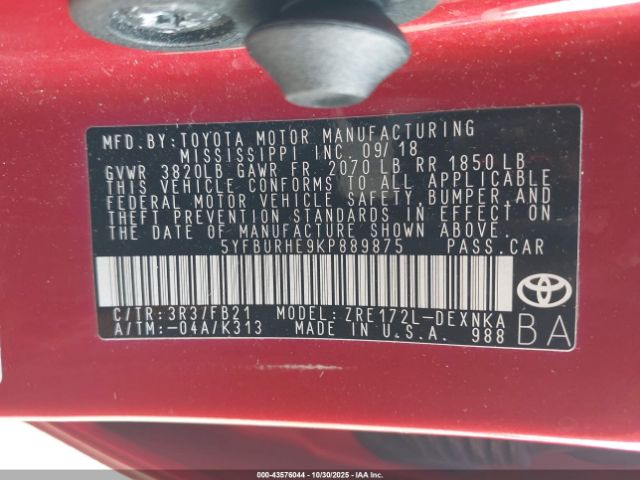 MFD.BY: TOYOTA MOTOR MANUFACTURING
MISSISSIPPI INC. 09/18
GVWR 3820LB GAWR FR 2070 LB RR 1850 LB
THIS VEHICLE CONFORMS TO ALL APPLICABLE
FEDERAL MOTOR VEHICLE SAFETY,BUMPER,AND
THEFT PREVENTION STANDARDS IN EFFECT ON
THE DATE OF MANUFACTURE SHOWN ABOVE.
5YFBURHE9KP889875 PASS.CAR
C/TR:3R3/FB21 MODEL: ZRE172L-DEXNKA
A/TM:-04A/K313 MADE IN U.S.A. 988
BA
TOYOTA
000-43576044 - 10/30/2025 - IAA Inc.